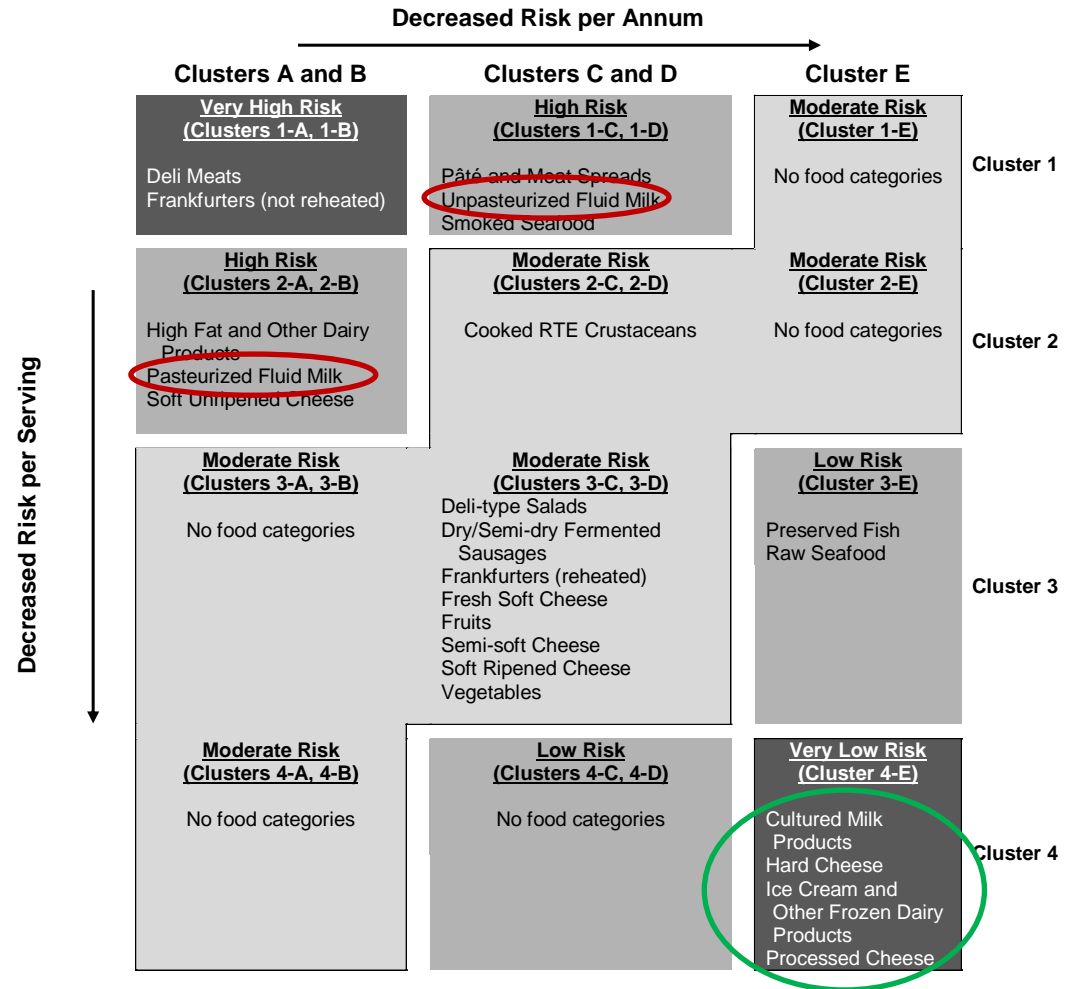 Decreased Risk per Annum
Clusters A and B
Clusters C and D
Cluster E
Very High Risk
(Clusters 1-A, 1-B)
Deli Meats
Frankfurters (not reheated)
High Risk
(Clusters 1-C, 1-D)
Pâté and Meat Spreads
Unpasteurized Fluid Milk
Smoked Seafood
Moderate Risk
(Cluster 1-E)
No food categories
Cluster 1
High Risk
(Clusters 2-A, 2-B)
High Fat and Other Dairy
Products
Pasteurized Fluid Milk
Soft Unripened Cheese
Moderate Risk
(Clusters 2-C, 2-D)
Cooked RTE Crustaceans
Moderate Risk
(Cluster 2-E)
No food categories
Cluster 2
Decreased Risk per Serving
Moderate Risk
(Clusters 3-A, 3-B)
No food categories
Moderate Risk
(Clusters 3-C, 3-D)
Deli-type Salads
Dry/Semi-dry Fermented
Sausages
Frankfurters (reheated)
Fresh Soft Cheese
Fruits
Semi-soft Cheese
Soft Ripened Cheese
Vegetables
Low Risk
(Cluster 3-E)
Preserved Fish
Raw Seafood
Cluster 3
Moderate Risk
(Clusters 4-A, 4-B)
No food categories
Low Risk
(Clusters 4-C, 4-D)
No food categories
Very Low Risk
(Cluster 4-E)
Cultured Milk
Products
Hard Cheese
Ice Cream and
Other Frozen Dairy
Products
Processed Cheese
Cluster 4